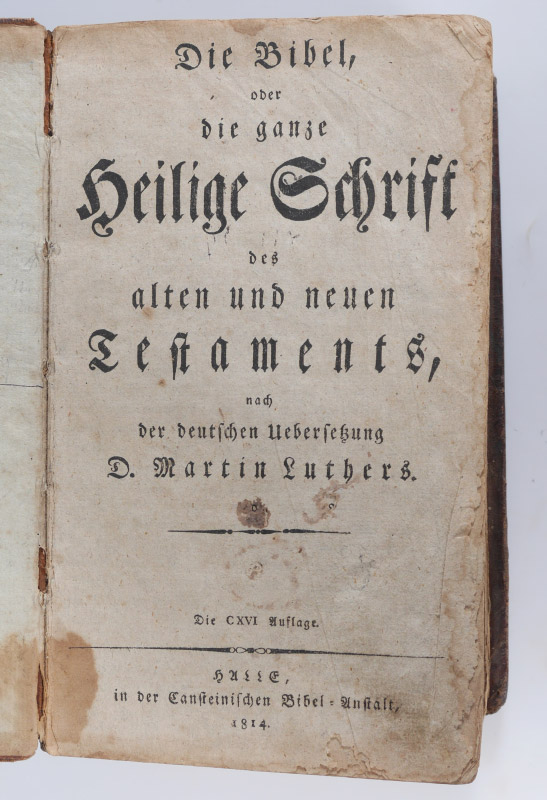 Die Bibel,
oder
die ganze
Heilige Schrift
des
alten und neuen
Testaments,
nach
der deutschen Uebersetzung
D. Martin Luthers.
Die CXVI Auflage.
HALLE,
in der Cansteinischen Bibel-Anstalt,
1814.